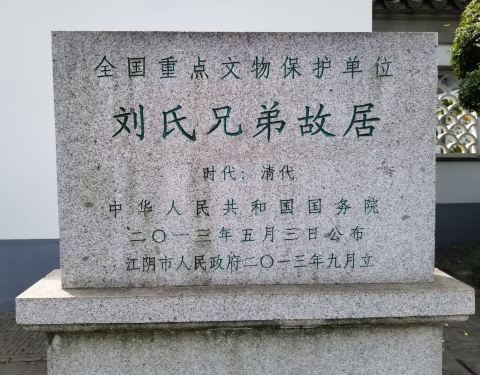 全国重点文物保护单位
刘氏兄弟故居
时代：清代
中华人民共和国国务院
二〇一三年五月三日公布
江阴市人民政府二〇一三年九月立